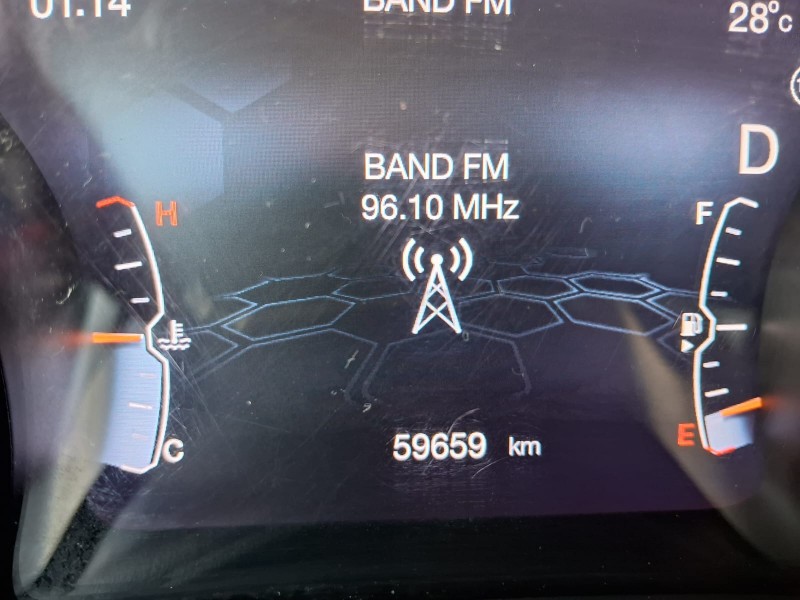 01:14 BAND FM 28°C
D
BAND FM
96.10 MHz
H F
C E
59659 km